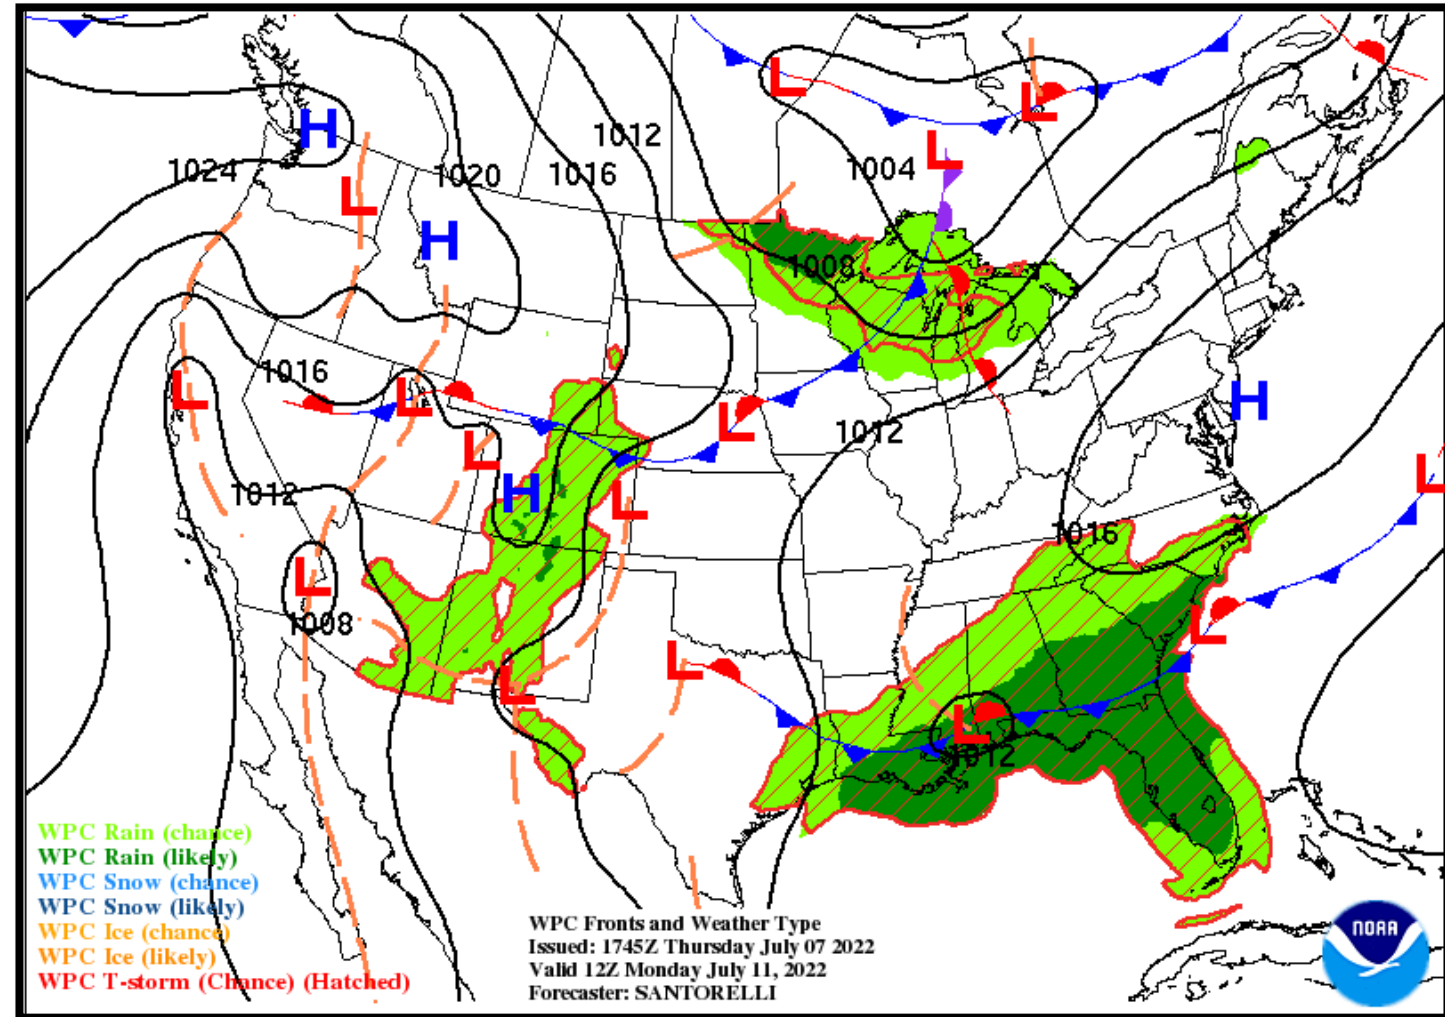 H
L
1012
1016
1020
1024
H
L
L
L
1004
L
H
1008
1016
L
L
L
L
H
1012
H
L
L
1012
1016
L
1008
L
L
L
L
1012
WPC Rain (chance)
WPC Rain (likely)
WPC Snow (chance)
WPC Snow (likely)
WPC Ice (chance)
WPC Ice (likely)
WPC T-storm (Chance) (Hatched)
WPC Fronts and Weather Type
Issued: 1745Z Thursday July 07 2022
Valid 12Z Monday July 11, 2022
Forecaster: SANTORELLI
NOAA